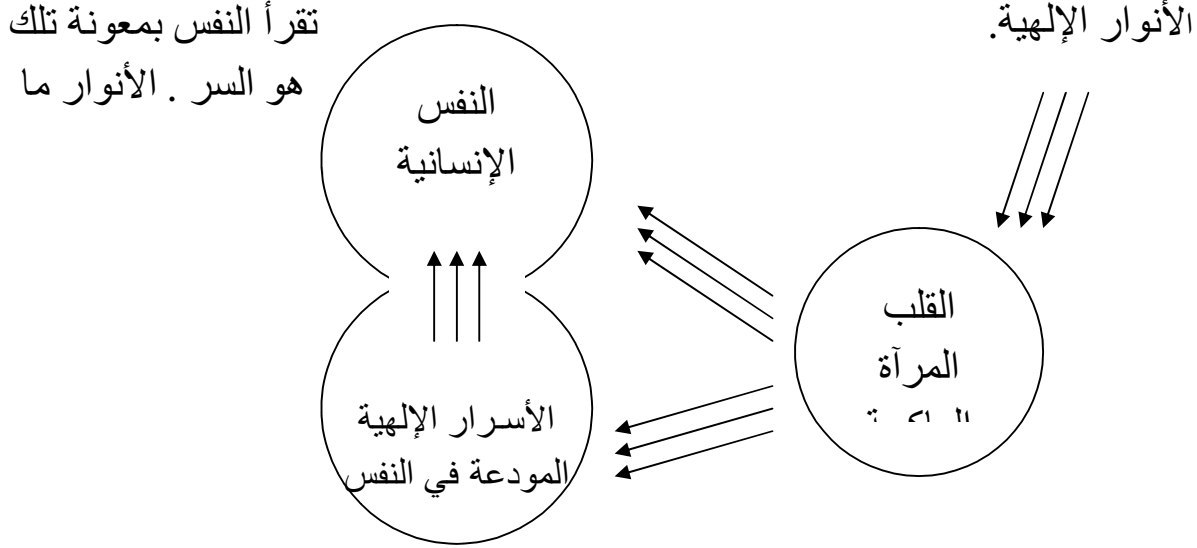 الأنوار الإلهية.
تقرأ النفس بمعونة تلك
هو السر . الأنوار ما
النفس
الإنسانية
القلب
المرآة
الأسرار الإلهية
المودعة في النفس